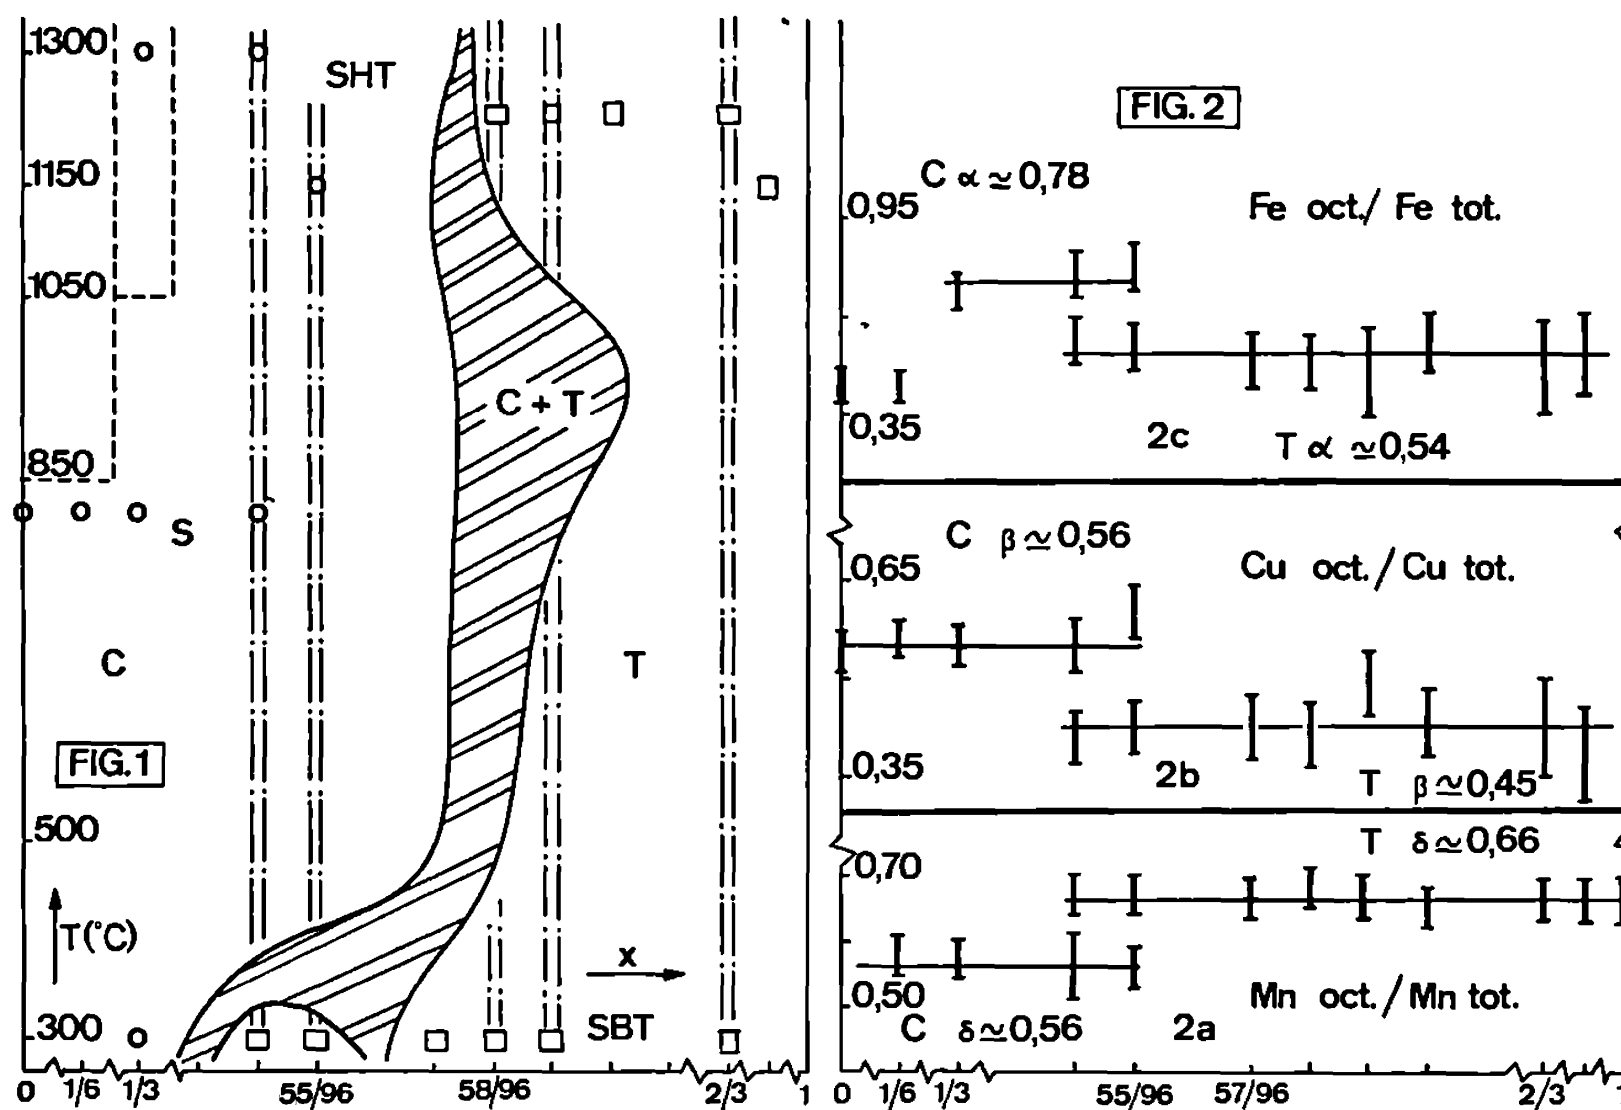 1300
SHT
1150
1050
850
C + T
S
C
T
FIG.1
500
T(°C)
x
300
SBT
0 1/6 1/3 55/96 58/96 2/3 1
FIG. 2
C α ≃ 0,78
0,95
Fe oct./ Fe tot.
0,35
2c
T α ≃ 0,54
C β ≃ 0,56
0,65
Cu oct./ Cu tot.
0,35
2b
T β ≃ 0,45
T δ ≃ 0,66
0,70
0,50
Mn oct./ Mn tot.
C δ ≃ 0,56
2a
0 1/6 1/3 55/96 57/96 2/3